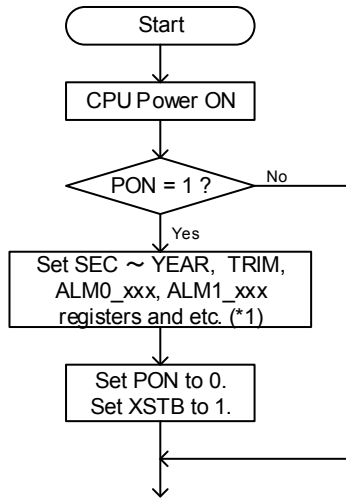 Start
CPU Power ON
PON = 1 ?
No
Yes
Set SEC ～ YEAR, TRIM,
ALM0_xxx, ALM1_xxx
registers and etc. (*1)
Set PON to 0.
Set XSTB to 1.